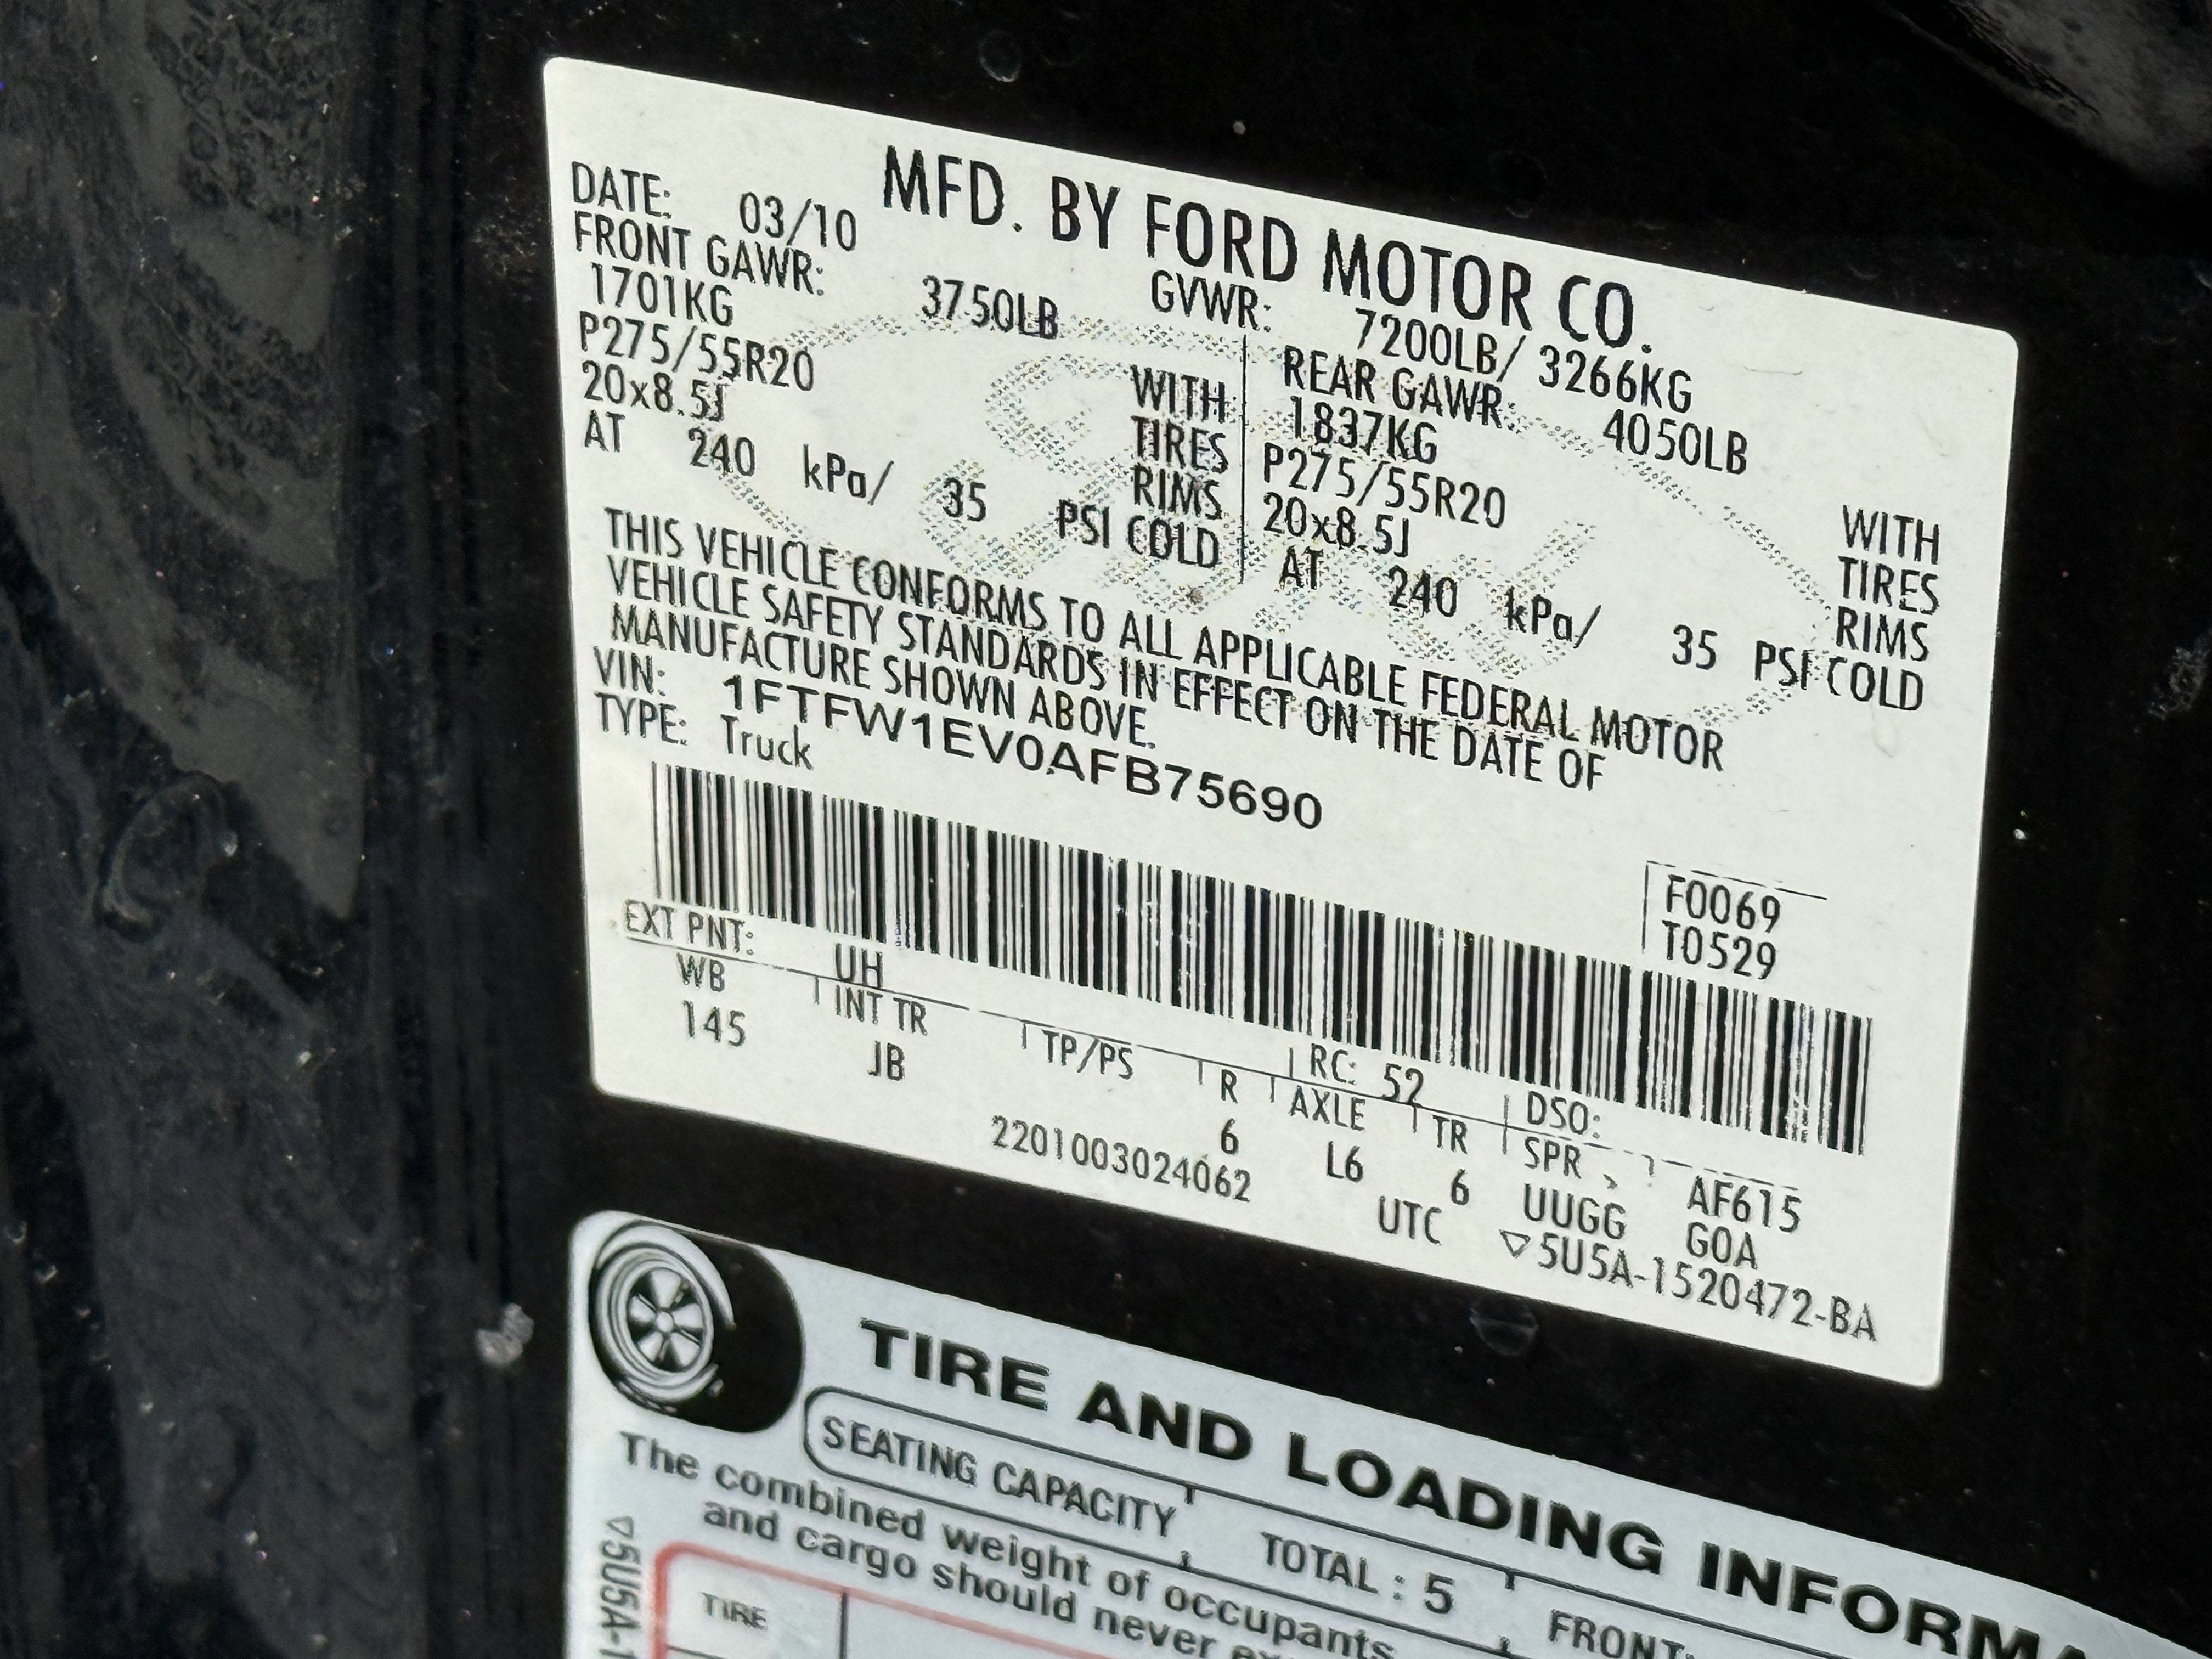 MFD. BY FORD MOTOR CO.
DATE: 03/10 GVWR: 7200LB/ 3266KG
FRONT GAWR: 3750LB REAR GAWR: 4050LB
1701KG WITH 1837KG WITH
P275/55R20 TIRES P275/55R20 TIRES
20x8.5J RIMS 20x8.5J RIMS
AT 240 kPa/ 35 PSI COLD AT 240 kPa/ 35 PSI COLD
THIS VEHICLE CONFORMS TO ALL APPLICABLE FEDERAL MOTOR
VEHICLE SAFETY STANDARDS IN EFFECT ON THE DATE OF
MANUFACTURE SHOWN ABOVE.
VIN: 1FTFW1EV0AFB75690
TYPE: Truck
F0069
T0529
EXT PNT: UH RC: 52 DSO:
WB INT TR TP/PS R AXLE TR SPR AF615
145 JB 6 L6 6 UUGG GOA
2201003024062 UTC ▽5U5A-1520472-BA
TIRE AND LOADING INFORMA
SEATING CAPACITY TOTAL : 5 FRONT:
The combined weight of occupants
and cargo should never
TIRE
▽5U5A-1